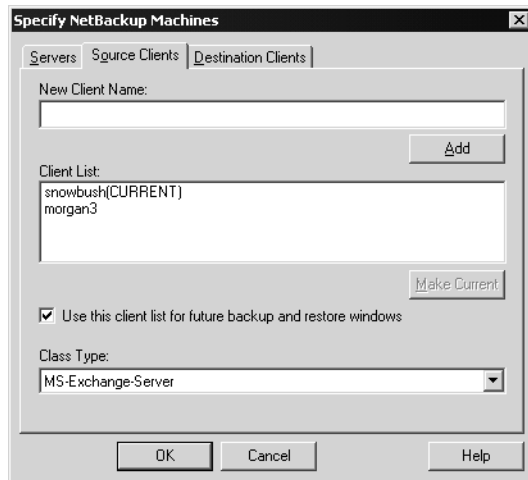 Specify NetBackup Machines
Servers Source Clients Destination Clients
New Client Name:
Add
Client List:
snowbush(CURRENT)
morgan3
Make Current
Use this client list for future backup and restore windows
Class Type:
MS-Exchange-Server
OK Cancel Help